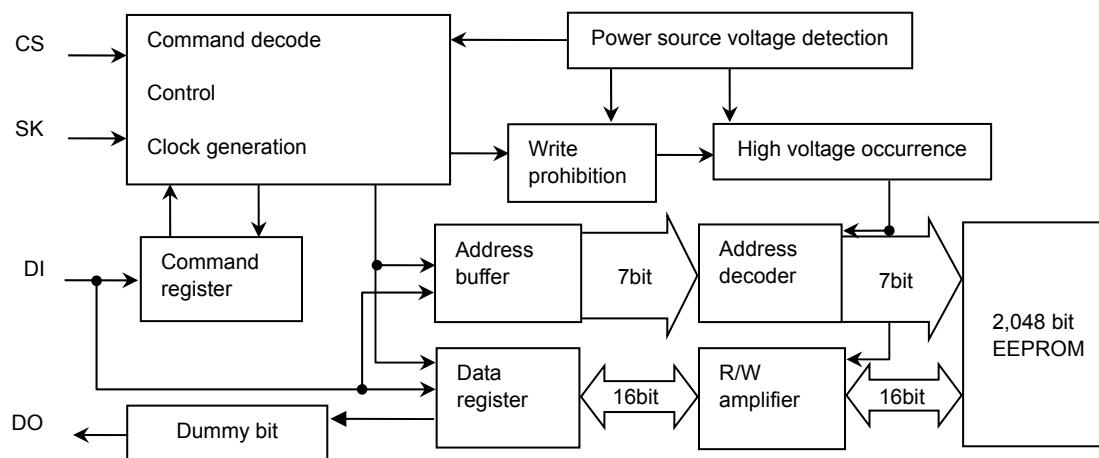 CS
Command decode
Control
Clock generation
Power source voltage detection
SK
Write
prohibition
High voltage occurrence
DI
Command
register
Address
buffer
7bit
Address
decoder
7bit
2,048 bit
EEPROM
Data
register
16bit
R/W
amplifier
16bit
DO
Dummy bit